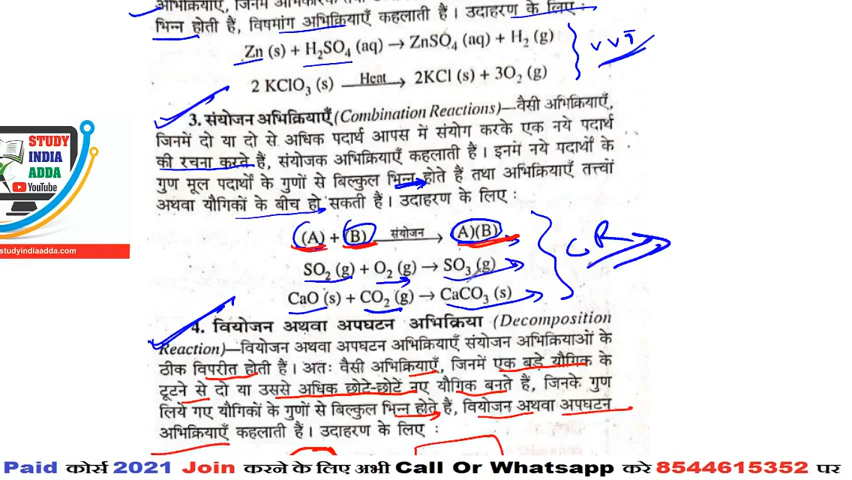 अभिक्रियाएँ, जिनमें
भिन्न होती हैं, विषमांग अभिक्रियाएँ कहलाती हैं। उदाहरण के लिए :
Zn (s) + H₂SO₄ (aq) → ZnSO₄ (aq) + H₂ (g)
V V I
2 KClO₃ (s) Heat → 2KCl (s) + 3O₂ (g)
3. संयोजन अभिक्रियाएँ (Combination Reactions)—वैसी अभिक्रियाएँ,
जिनमें दो या दो से अधिक पदार्थ आपस में संयोग करके एक नये पदार्थ
की रचना करते हैं, संयोजक अभिक्रियाएँ कहलाती हैं। इनमें नये पदार्थों के
गुण मूल पदार्थों के गुणों से बिल्कुल भिन्न होते हैं तथा अभिक्रियाएँ तत्त्वों
अथवा यौगिकों के बीच हो सकती हैं। उदाहरण के लिए :
(A) + (B) संयोजन → (A)(B)
SO₂ (g) + O₂ (g) → SO₃ (g)
CR
CaO (s) + CO₂ (g) → CaCO₃ (s)
4. वियोजन अथवा अपघटन अभिक्रिया (Decomposition
Reaction)—वियोजन अथवा अपघटन अभिक्रियाएँ संयोजन अभिक्रियाओं के
ठीक विपरीत होती हैं। अतः वैसी अभिक्रियाएँ, जिनमें एक बड़े यौगिक के
टूटने से दो या उससे अधिक छोटे-छोटे नए यौगिक बनते हैं, जिनके गुण
लिये गए यौगिकों के गुणों से बिल्कुल भिन्न होते हैं, वियोजन अथवा अपघटन
अभिक्रियाएँ कहलाती हैं। उदाहरण के लिए :
STUDY
INDIA
ADDA
YouTube
studyindiaadda.com
Paid कोर्स 2021 Join करने के लिए अभी Call Or Whatsapp करे 8544615352 पर